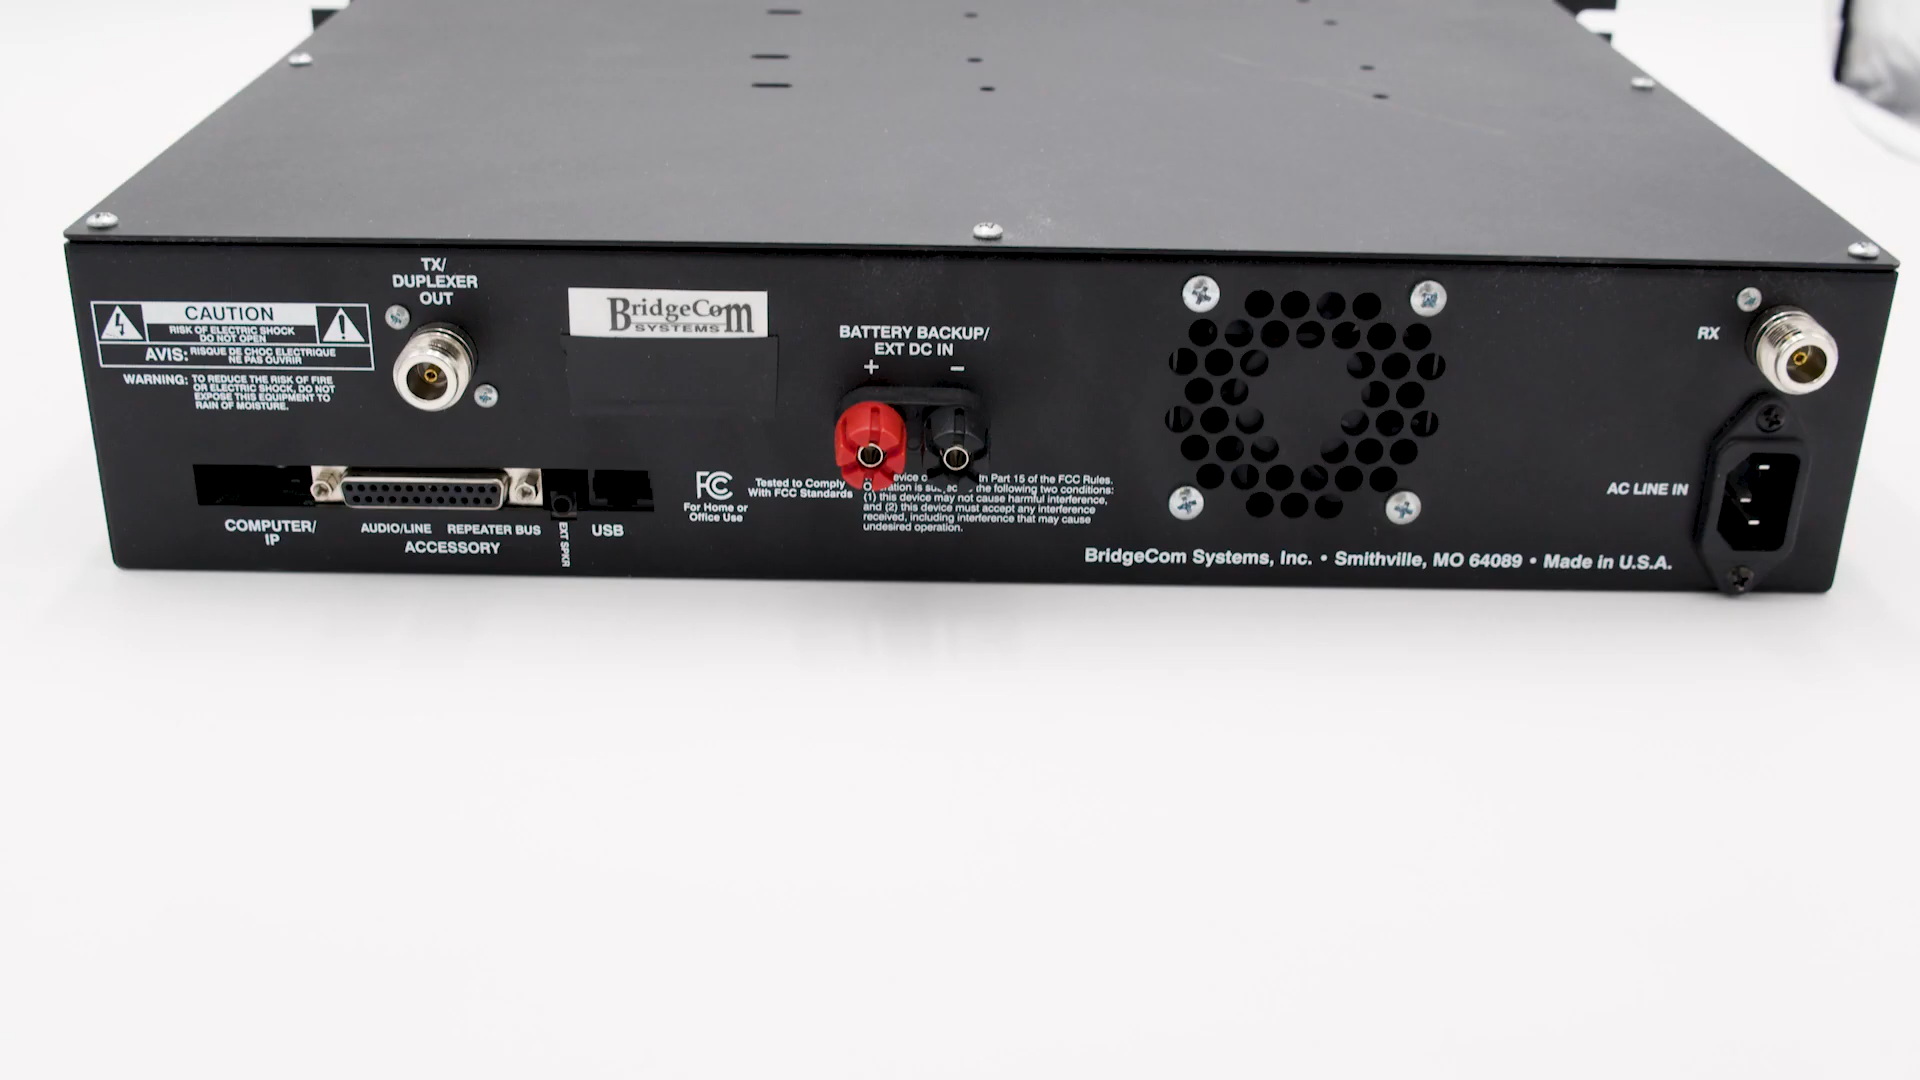 TX/
DUPLEXER
OUT
CAUTION
RISK OF ELECTRIC SHOCK
DO NOT OPEN
AVIS: RISQUE DE CHOC ELECTRIQUE
NE PAS OUVRIR
WARNING: TO REDUCE THE RISK OF FIRE
OR ELECTRIC SHOCK, DO NOT
EXPOSE THIS EQUIPMENT TO
RAIN OF MOISTURE.
BridgeCom
SYSTEMS
BATTERY BACKUP/
EXT DC IN
+ −
RX
AC LINE IN
COMPUTER/
IP
AUDIO/LINE REPEATER BUS
ACCESSORY
EXT SPKR
USB
FC
For Home or
Office Use
Tested to Comply
With FCC Standards
Part 15 of the FCC Rules.
the following two conditions:
(1) this device may not cause harmful interference,
and (2) this device must accept any interference
received, including interference that may cause
undesired operation.
BridgeCom Systems, Inc. • Smithville, MO 64089 • Made in U.S.A.